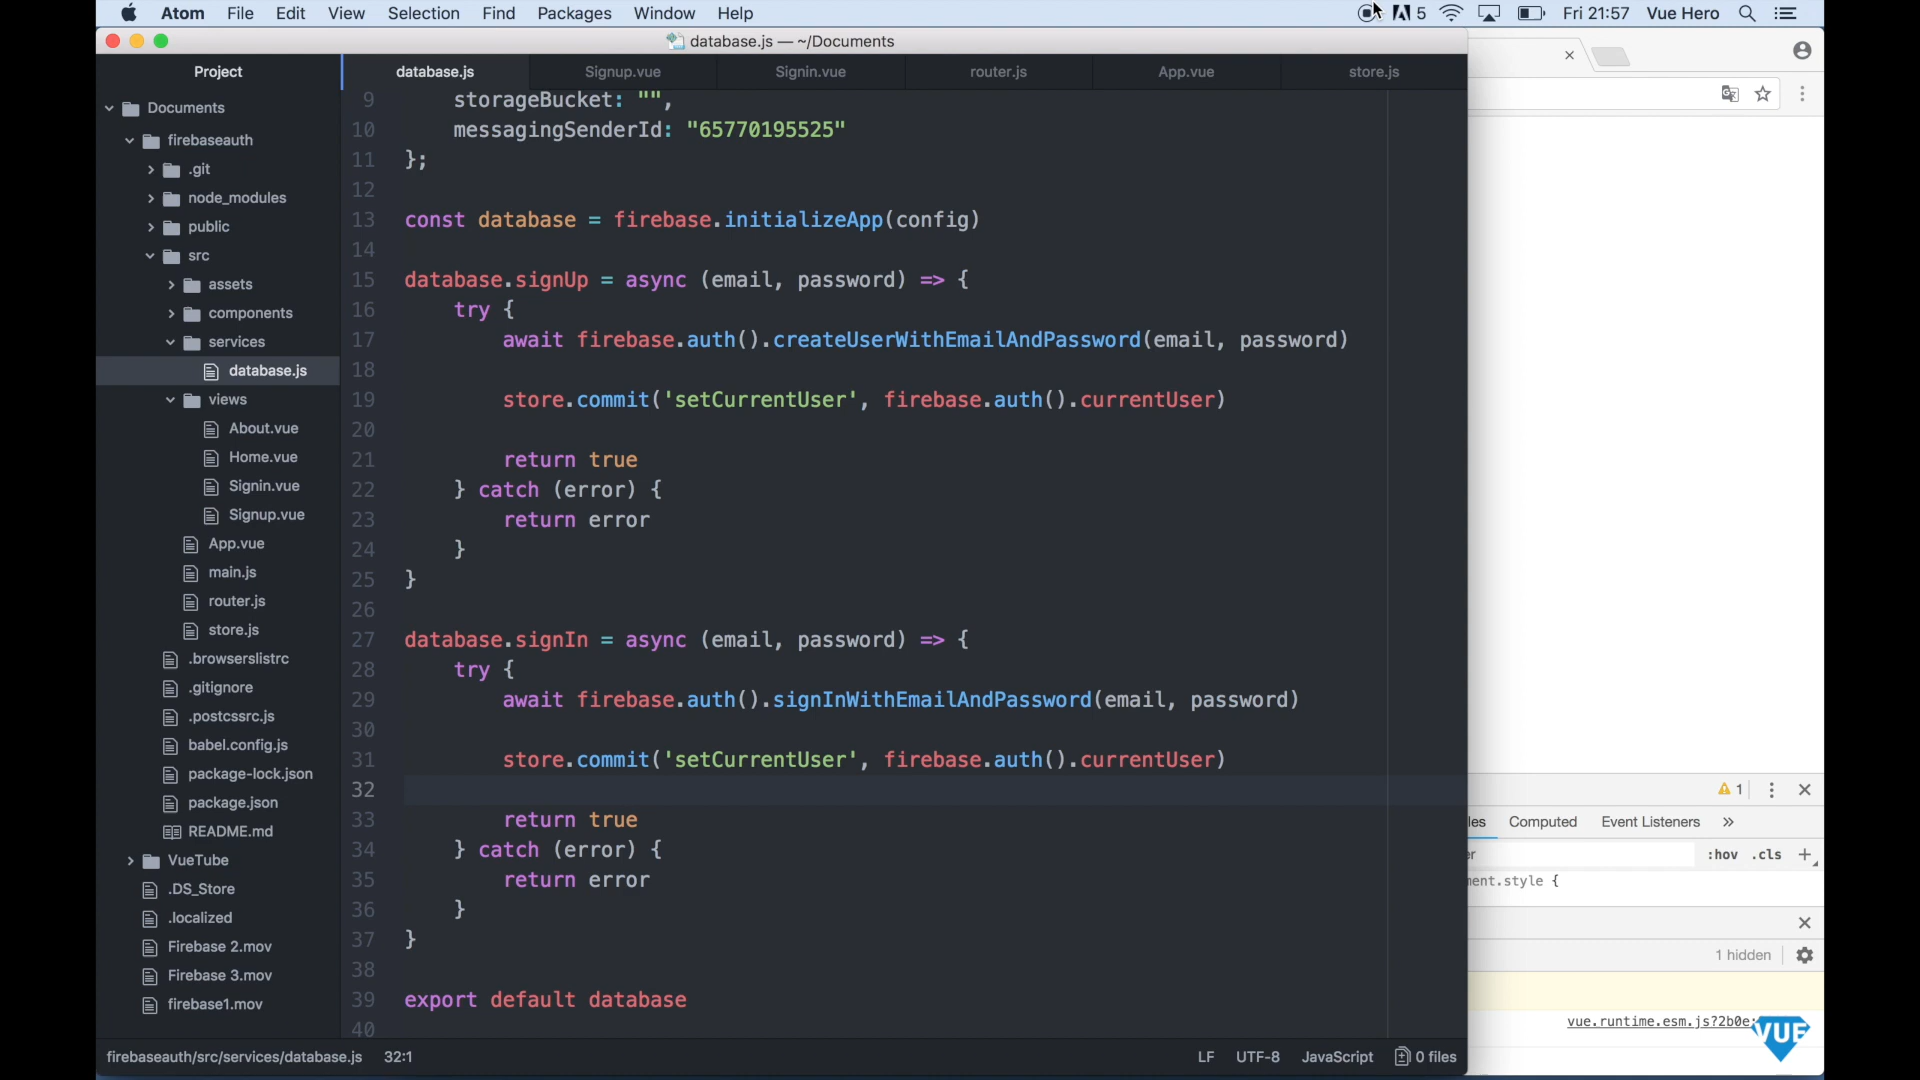 Atom File Edit View Selection Find Packages Window Help 5 Fri 21:57 Vue Hero
database.js — ~/Documents
Project
database.js Signup.vue Signin.vue router.js App.vue store.js
Documents
firebaseauth
.git
node_modules
public
src
assets
components
services
database.js
views
About.vue
Home.vue
Signin.vue
Signup.vue
App.vue
main.js
router.js
store.js
.browserslistrc
.gitignore
.postcssrc.js
babel.config.js
package-lock.json
package.json
README.md
VueTube
.DS_Store
.localized
Firebase 2.mov
Firebase 3.mov
firebase1.mov
9 storageBucket: "",
10 messagingSenderId: "65770195525"
11 };
12
13 const database = firebase.initializeApp(config)
14
15 database.signUp = async (email, password) => {
16 try {
17 await firebase.auth().createUserWithEmailAndPassword(email, password)
18
19 store.commit('setCurrentUser', firebase.auth().currentUser)
20
21 return true
22 } catch (error) {
23 return error
24 }
25 }
26
27 database.signIn = async (email, password) => {
28 try {
29 await firebase.auth().signInWithEmailAndPassword(email, password)
30
31 store.commit('setCurrentUser', firebase.auth().currentUser)
32
33 return true
34 } catch (error) {
35 return error
36 }
37 }
38
39 export default database
40
firebaseauth/src/services/database.js 32:1 LF UTF-8 JavaScript 0 files
1
les Computed Event Listeners »
er :hov .cls +
ment.style {
1 hidden
vue.runtime.esm.js?2b0e:
VUE